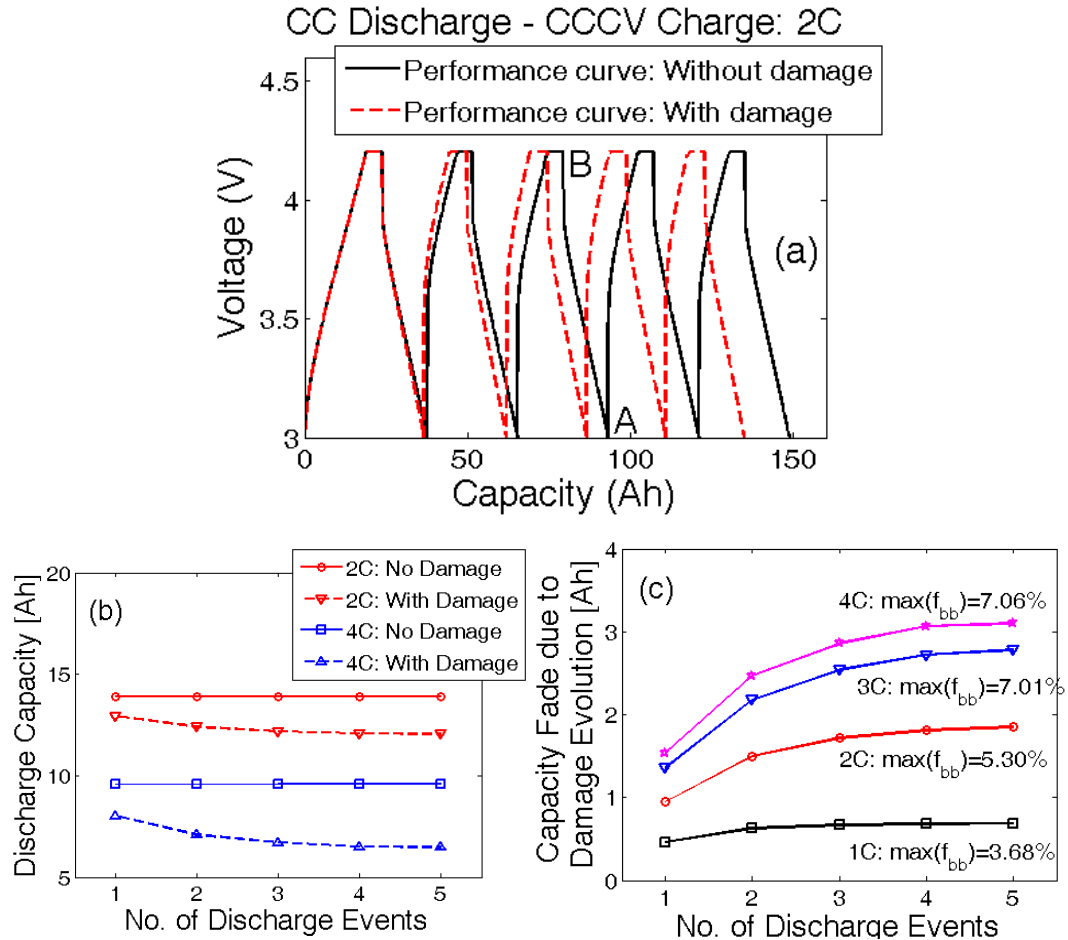 CC Discharge - CCCV Charge: 2C
Performance curve: Without damage
Performance curve: With damage
4.5
4
3.5
3
Voltage (V)
B
A
(a)
0
50
100
150
Capacity (Ah)
(b)
2C: No Damage
2C: With Damage
4C: No Damage
4C: With Damage
20
15
10
5
Discharge Capacity [Ah]
1
2
3
4
5
No. of Discharge Events
(c)
4C: max(f_bb)=7.06%
3C: max(f_bb)=7.01%
2C: max(f_bb)=5.30%
1C: max(f_bb)=3.68%
4
3
2
1
0
Capacity Fade due to
Damage Evolution [Ah]
1
2
3
4
5
No. of Discharge Events